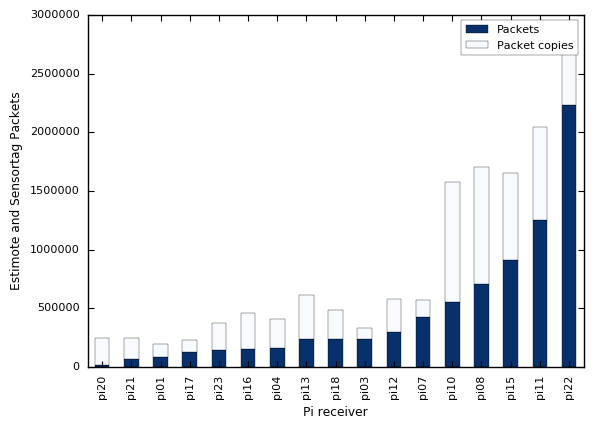 3000000
2500000
2000000
1500000
1000000
500000
0
Estimote and Sensortag Packets
Packets
Packet copies
pi20 pi21 pi01 pi17 pi23 pi16 pi04 pi13 pi18 pi03 pi12 pi07 pi10 pi08 pi15 pi11 pi22
Pi receiver